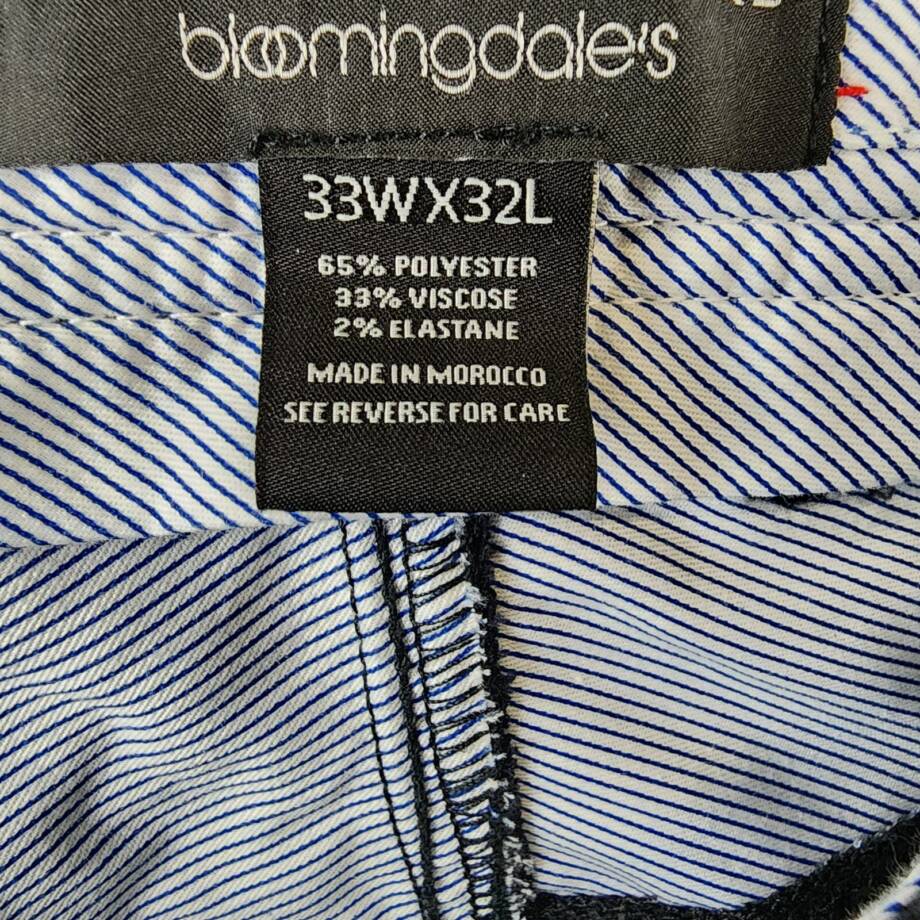 bloomingdale's
33WX32L
65% POLYESTER
33% VISCOSE
2% ELASTANE
MADE IN MOROCCO
SEE REVERSE FOR CARE